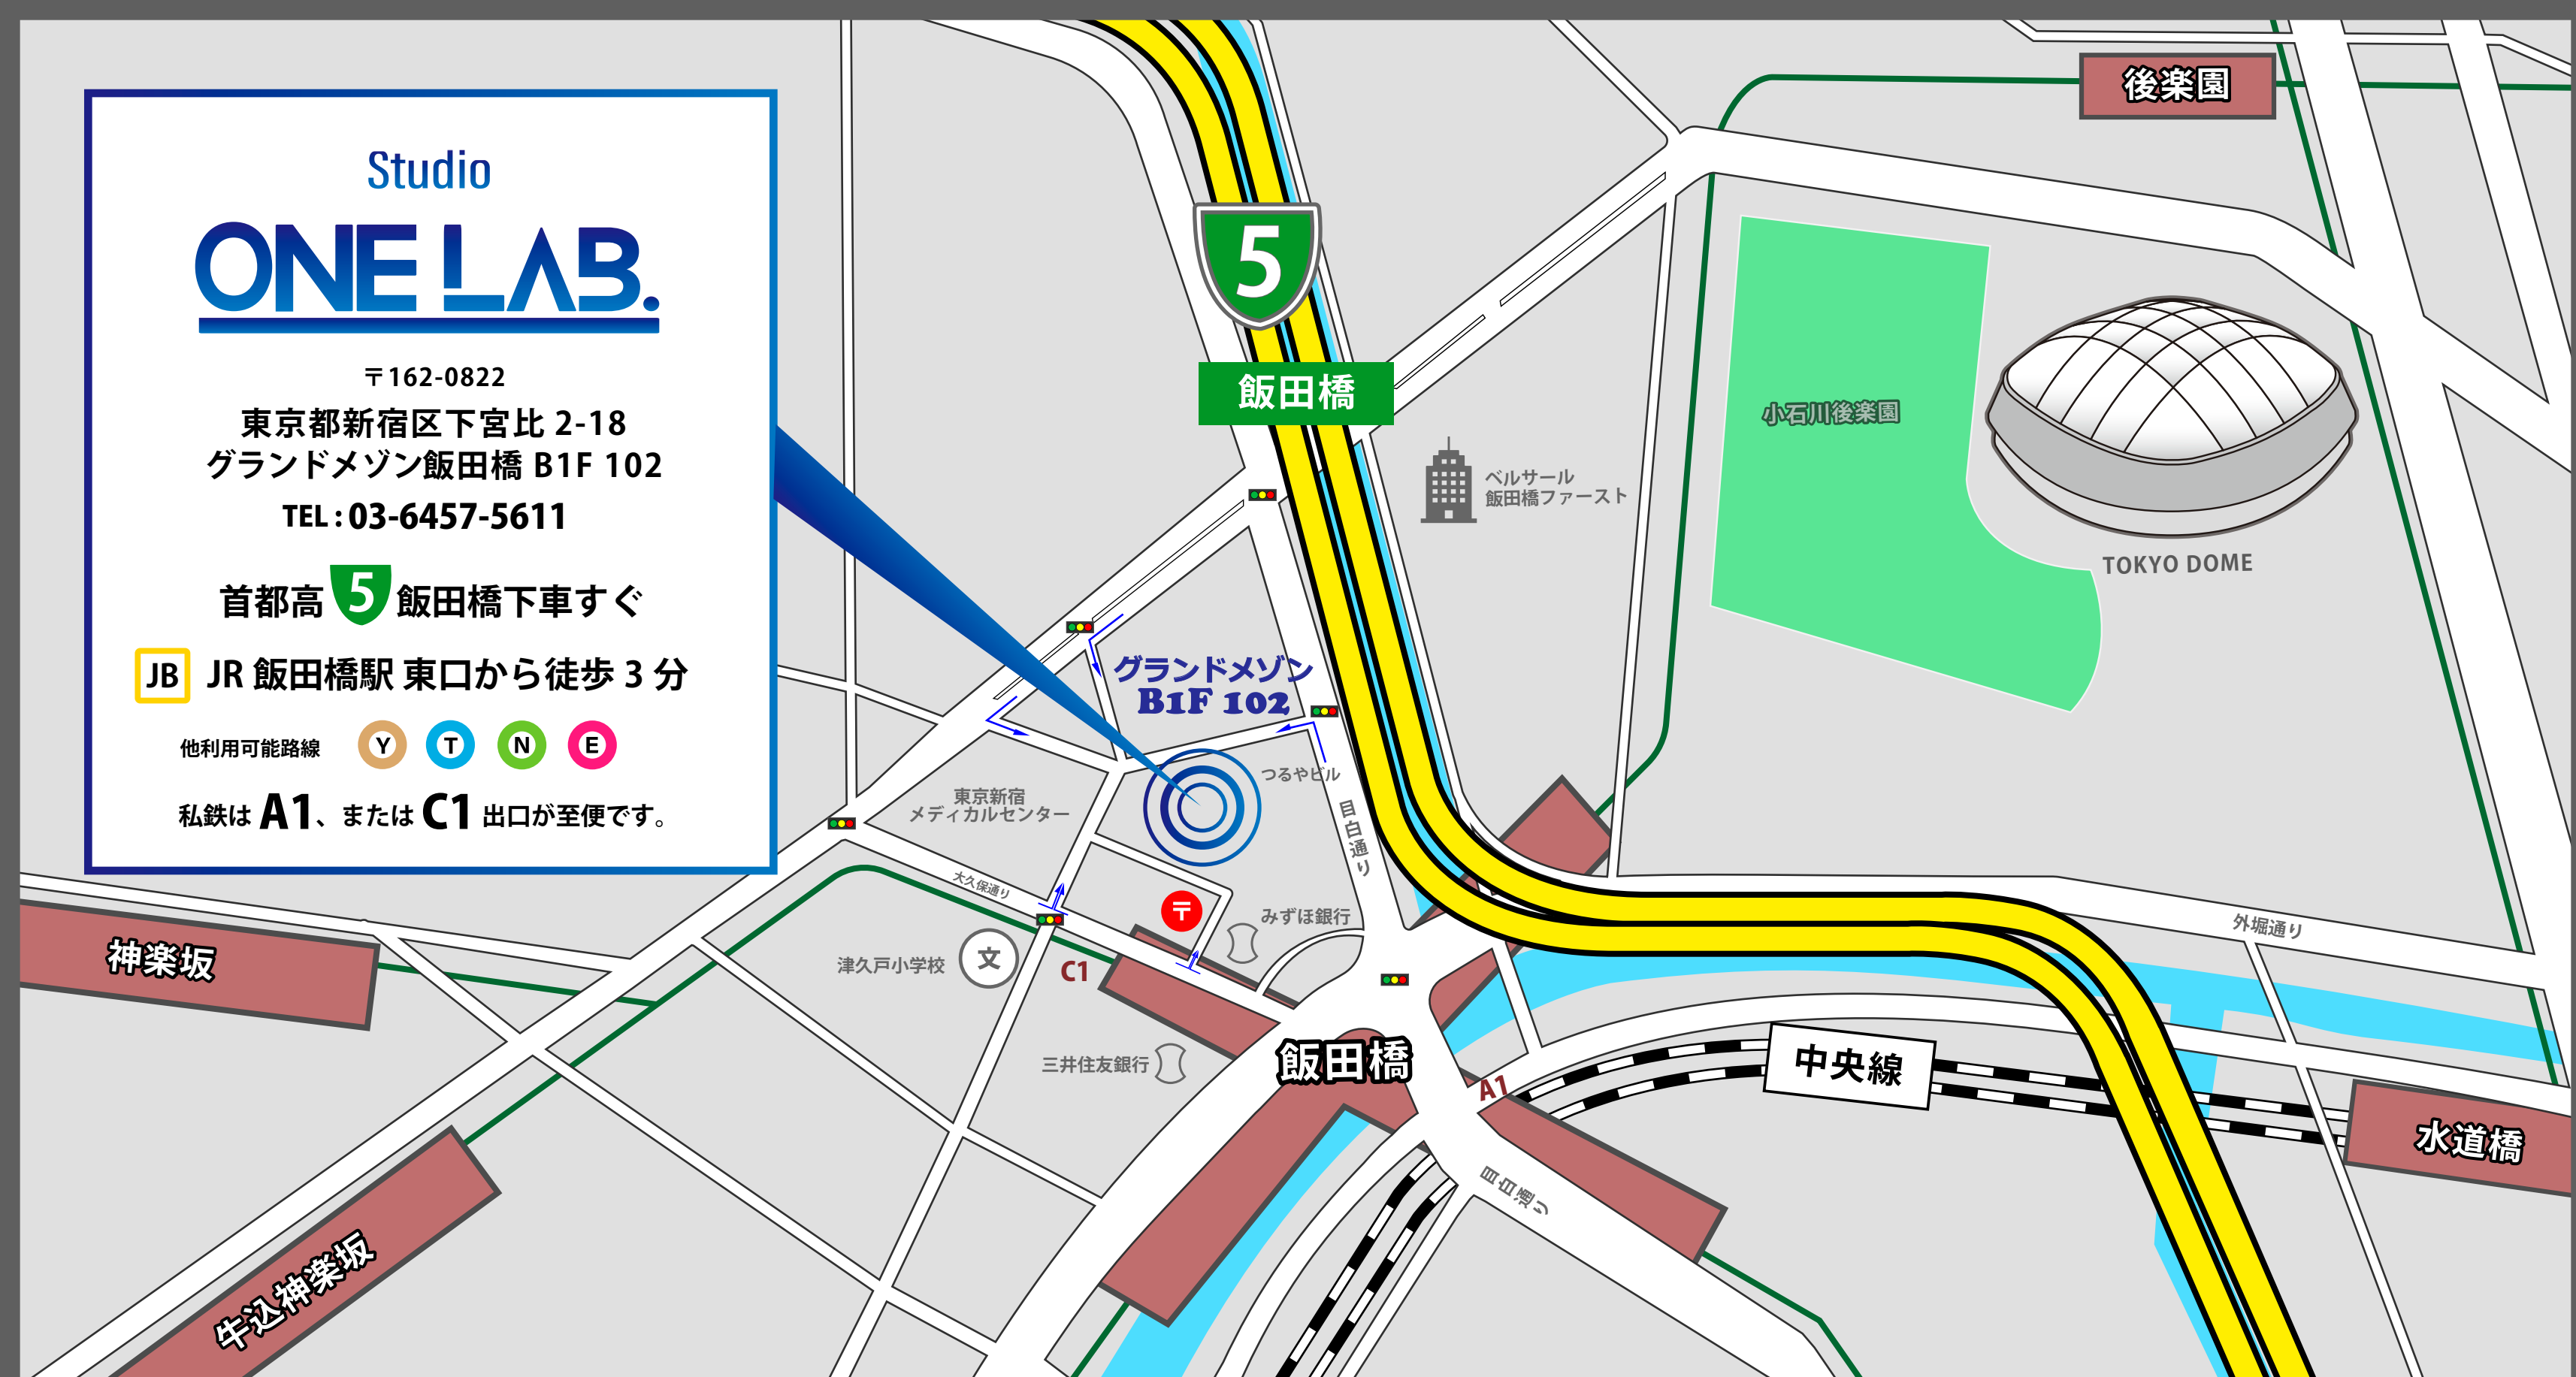 Studio
ONE LAB.
〒162-0822
東京都新宿区下宮比 2-18
グランドメゾン飯田橋 B1F 102
TEL : 03-6457-5611
首都高 5 飯田橋下車すぐ
JB JR 飯田橋駅 東口から徒歩 3 分
他利用可能路線 Y T N E
私鉄は A1、または C1 出口が至便です。
後楽園
5
飯田橋
小石川後楽園
ベルサール
飯田橋ファースト
TOKYO DOME
グランドメゾン
B1F 102
つるやビル
東京新宿
メディカルセンター
目白通り
大久保通り
〒
みずほ銀行
外堀通り
神楽坂
津久戸小学校
文
C1
三井住友銀行
飯田橋
A1
中央線
水道橋
目白通り
牛込神楽坂